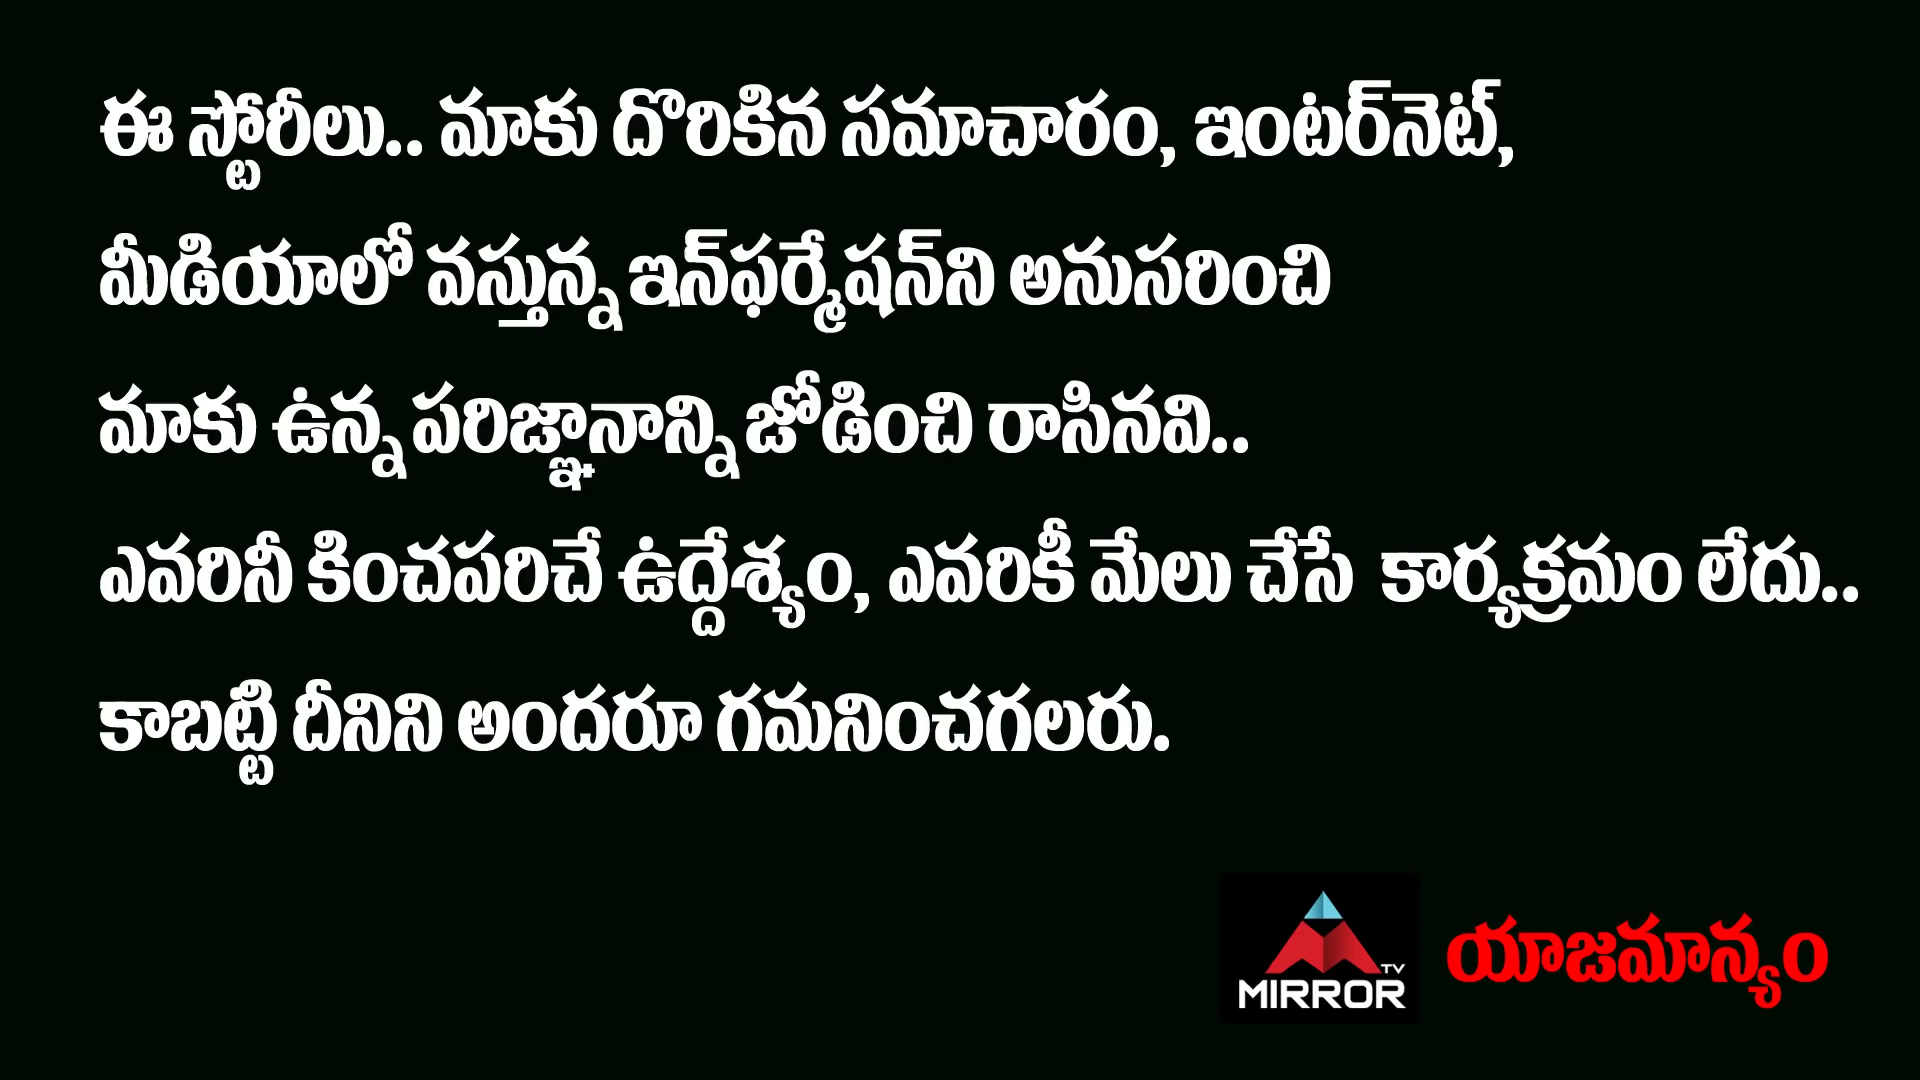 ఈ స్టోరీలు.. మాకు దొరికిన సమాచారం, ఇంటర్‌నెట్,
మీడియాలో వస్తున్న ఇన్‌ఫర్మేషన్‌ని అనుసరించి
మాకు ఉన్న పరిజ్ఞానాన్ని జోడించి రాసినవి..
ఎవరినీ కించపరిచే ఉద్దేశ్యం, ఎవరికీ మేలు చేసే కార్యక్రమం లేదు..
కాబట్టి దీనిని అందరూ గమనించగలరు.
TV
MIRROR
యాజమాన్యం